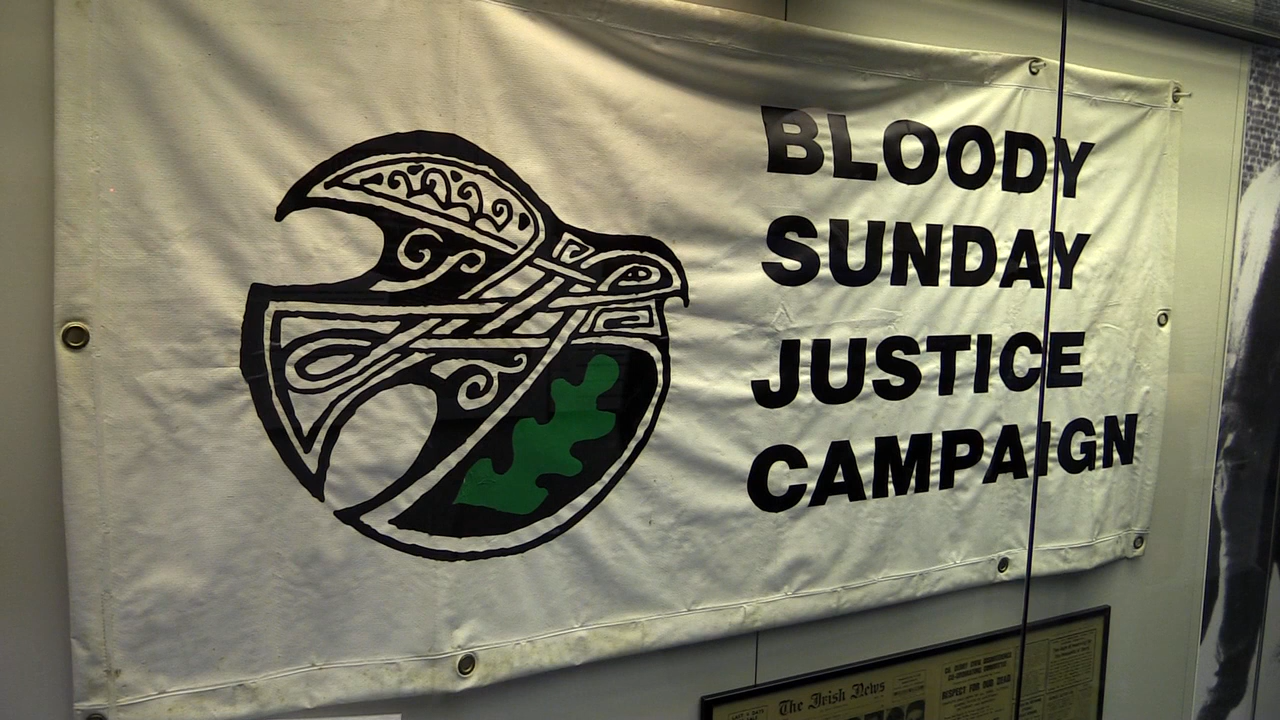 BLOODY
SUNDAY
JUSTICE
CAMPAIGN
The Irish News
RESPECT FOR OUR DEAD